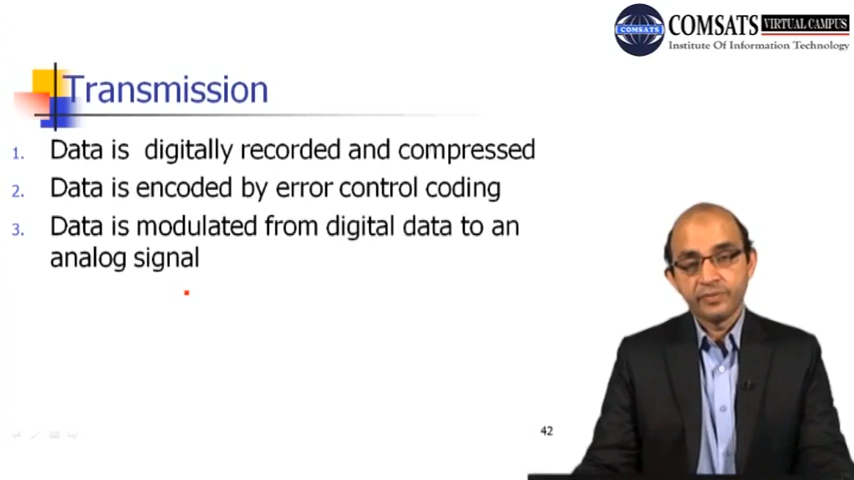 COMSATS
COMSATS VIRTUAL CAMPUS
Institute Of Information Technology
Transmission
1. Data is digitally recorded and compressed
2. Data is encoded by error control coding
3. Data is modulated from digital data to an
analog signal
42